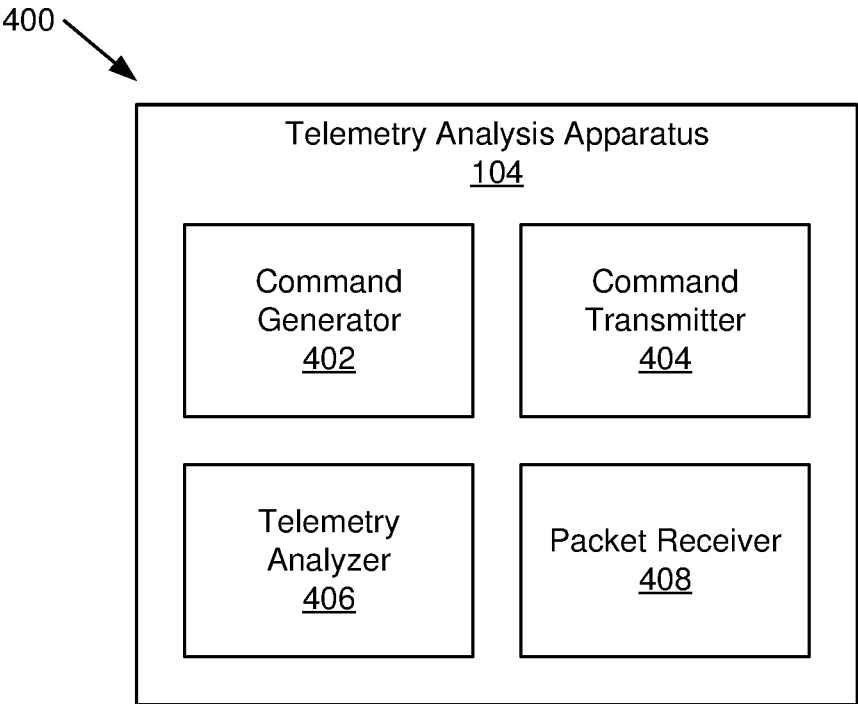 400
Telemetry Analysis Apparatus
104
Command
Generator
402
Command
Transmitter
404
Telemetry
Analyzer
406
Packet Receiver
408